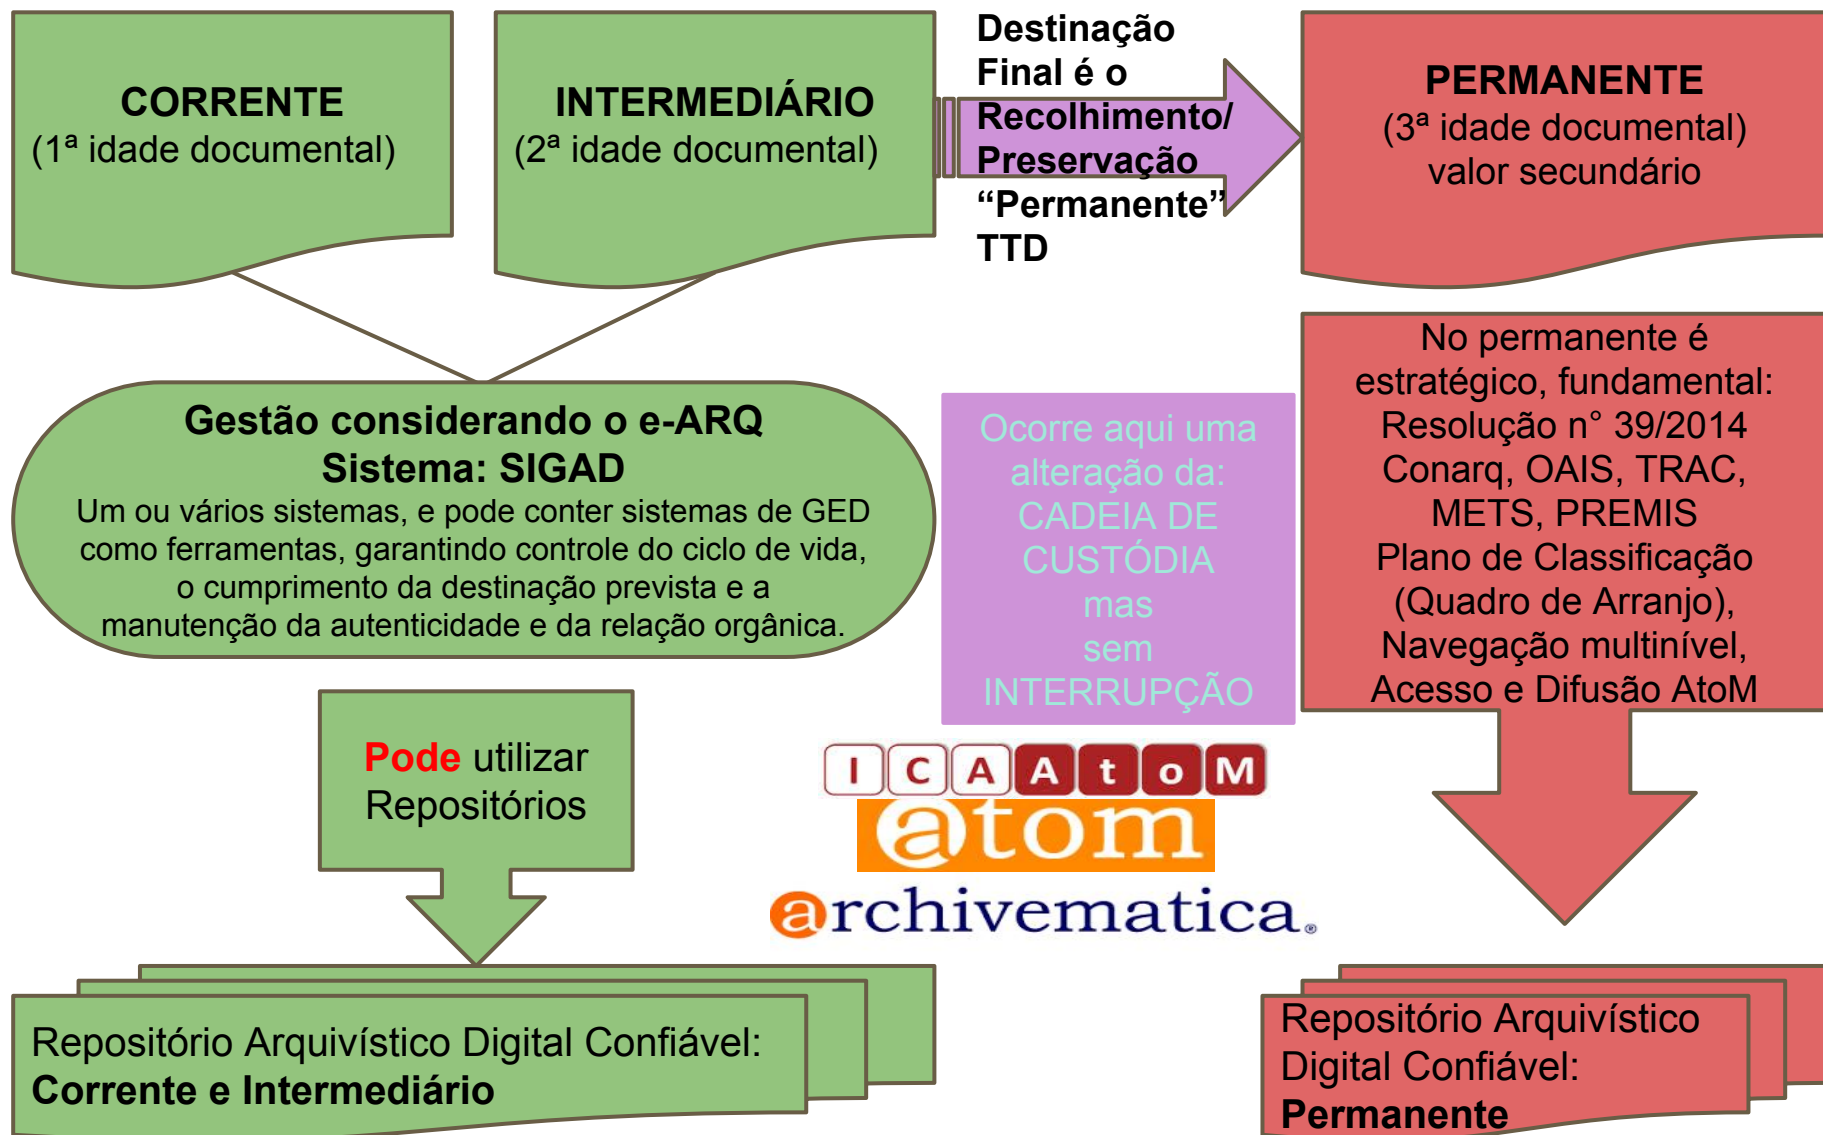 CORRENTE
(1ª idade documental)
INTERMEDIÁRIO
(2ª idade documental)
Destinação
Final é o
Recolhimento/
Preservação
“Permanente”
TTD
PERMANENTE
(3ª idade documental)
valor secundário
Gestão considerando o e-ARQ
Sistema: SIGAD
Um ou vários sistemas, e pode conter sistemas de GED
como ferramentas, garantindo controle do ciclo de vida,
o cumprimento da destinação prevista e a
manutenção da autenticidade e da relação orgânica.
Ocorre aqui uma
alteração da:
CADEIA DE
CUSTÓDIA
mas
sem
INTERRUPÇÃO
No permanente é
estratégico, fundamental:
Resolução n° 39/2014
Conarq, OAIS, TRAC,
METS, PREMIS
Plano de Classificação
(Quadro de Arranjo),
Navegação multinível,
Acesso e Difusão AtoM
Pode utilizar
Repositórios
ICAAtoM
atom
archivematica®
Repositório Arquivístico Digital Confiável:
Corrente e Intermediário
Repositório Arquivístico
Digital Confiável:
Permanente